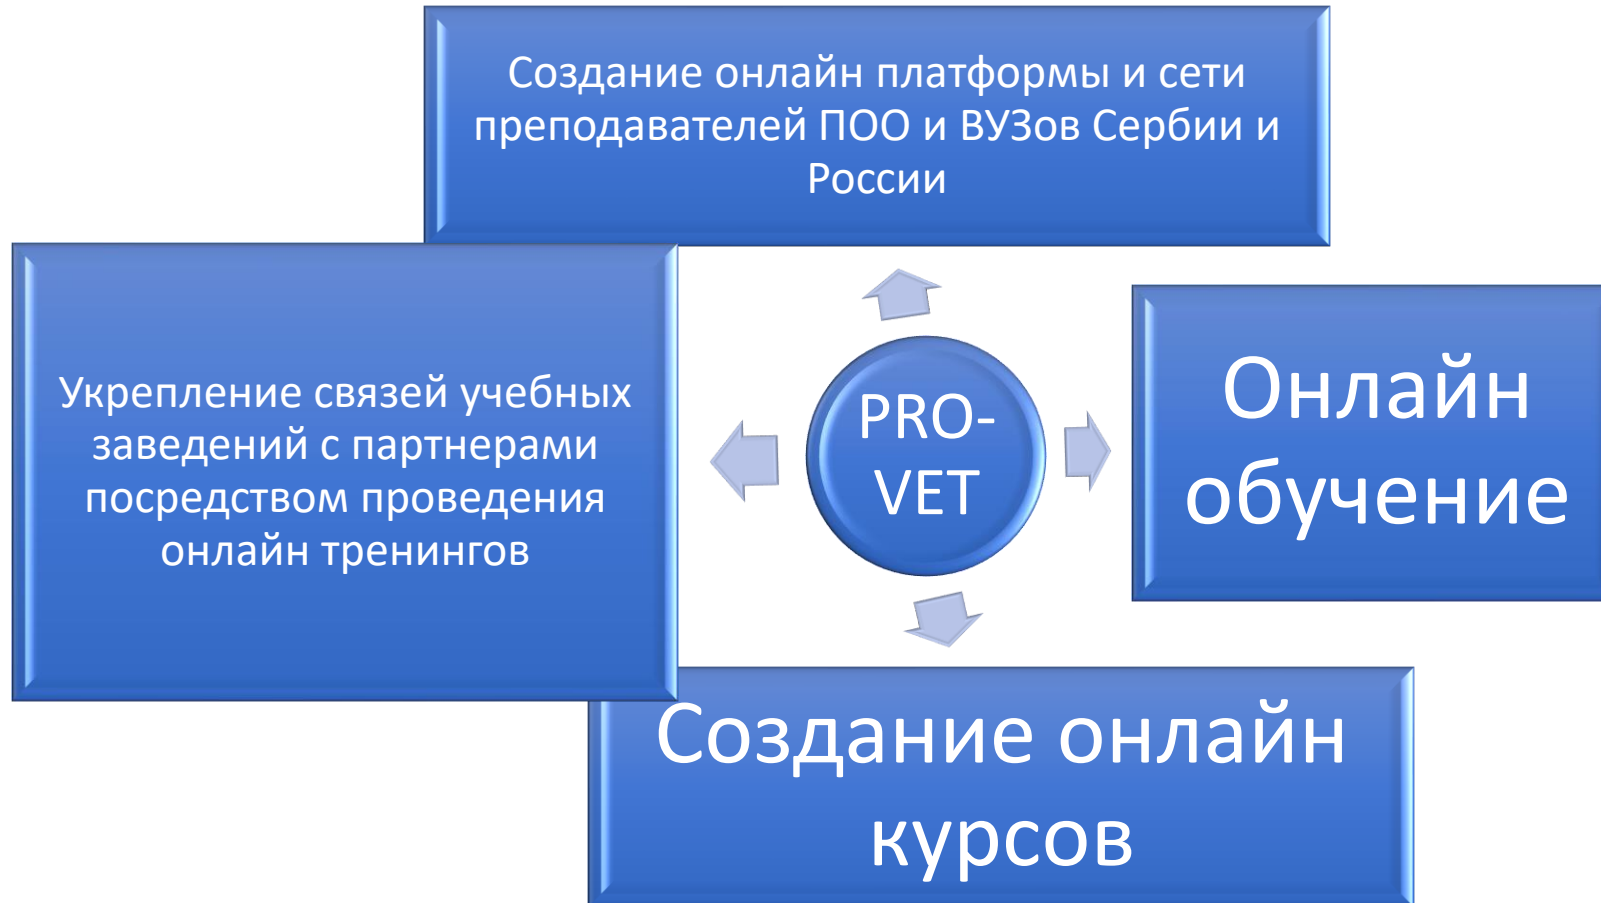 Создание онлайн платформы и сети
преподавателей ПОО и ВУЗов Сербии и
России
Укрепление связей учебных
заведений с партнерами
посредством проведения
онлайн тренингов
PRO-
VET
Онлайн
обучение
Создание онлайн
курсов